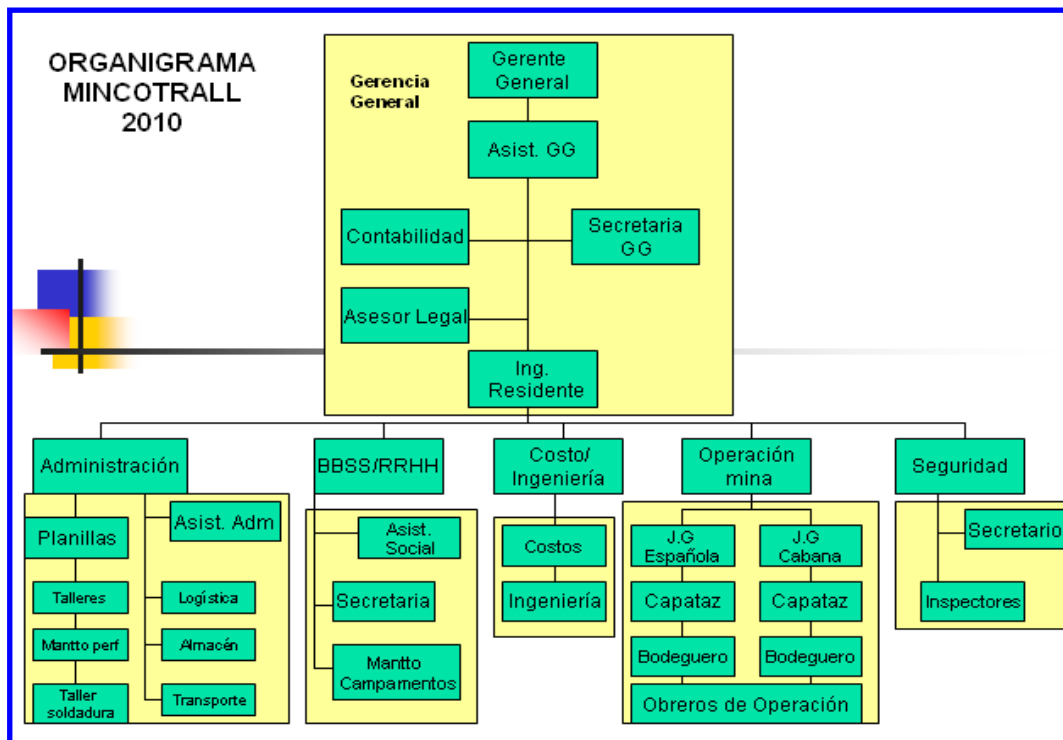 ORGANIGRAMA
MINCOTRALL
2010
Gerencia
General
Gerente
General
Asist. GG
Contabilidad
Secretaria
GG
Asesor Legal
Ing.
Residente
Administración
BBSS/RRHH
Costo/
Ingeniería
Operación
mina
Seguridad
Planillas
Asist. Adm
Talleres
Logística
Mantto perf
Almacén
Taller
soldadura
Transporte
Asist.
Social
Secretaria
Mantto
Campamentos
Costos
Ingeniería
J.G
Española
J.G
Cabana
Capataz
Capataz
Bodeguero
Bodeguero
Obreros de Operación
Secretario
Inspectores